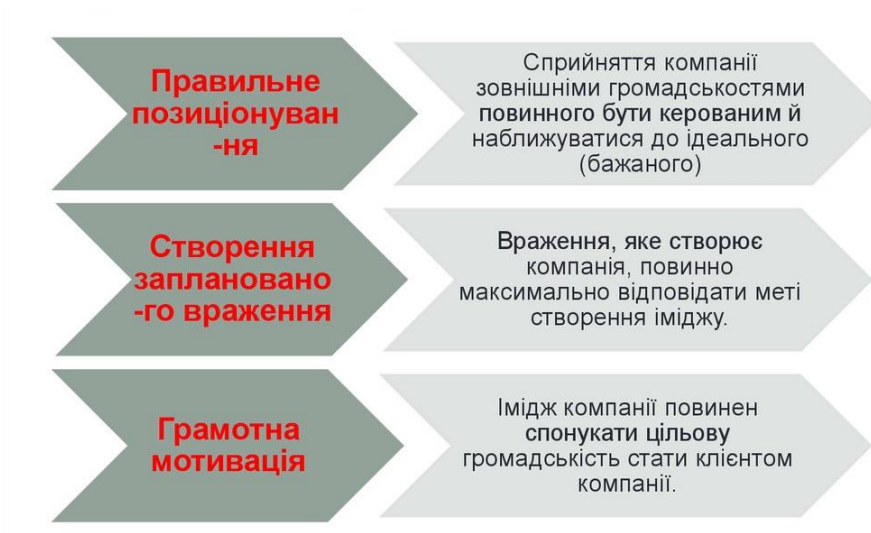 Правильне
позиціонуван
-ня
Сприйняття компанії
зовнішніми громадськостями
повинного бути керованим й
наближуватися до ідеального
(бажаного)
Створення
запланованo
-го враження
Враження, яке створює
компанія, повинно
максимально відповідати меті
створення іміджу.
Грамотна
мотивація
Імідж компанії повинен
спонукати цільову
громадськість стати клієнтом
компанії.